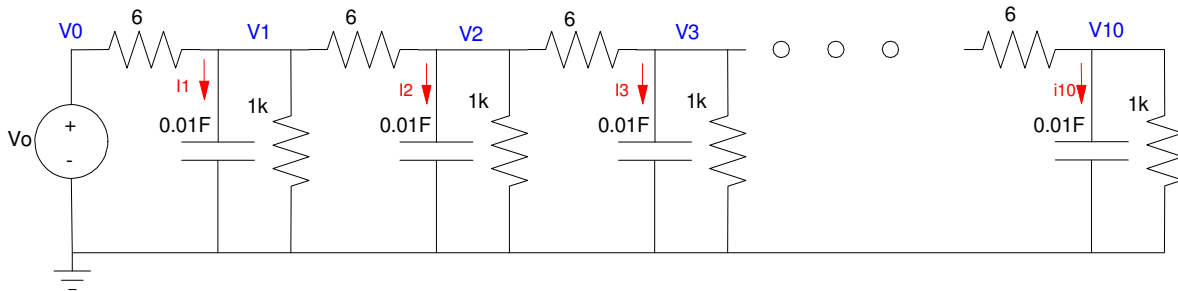 6 6 6 6
V0 V1 V2 V3 V10
I1 I2 I3 i10
1k 1k 1k 1k
0.01F 0.01F 0.01F 0.01F
Vo + -